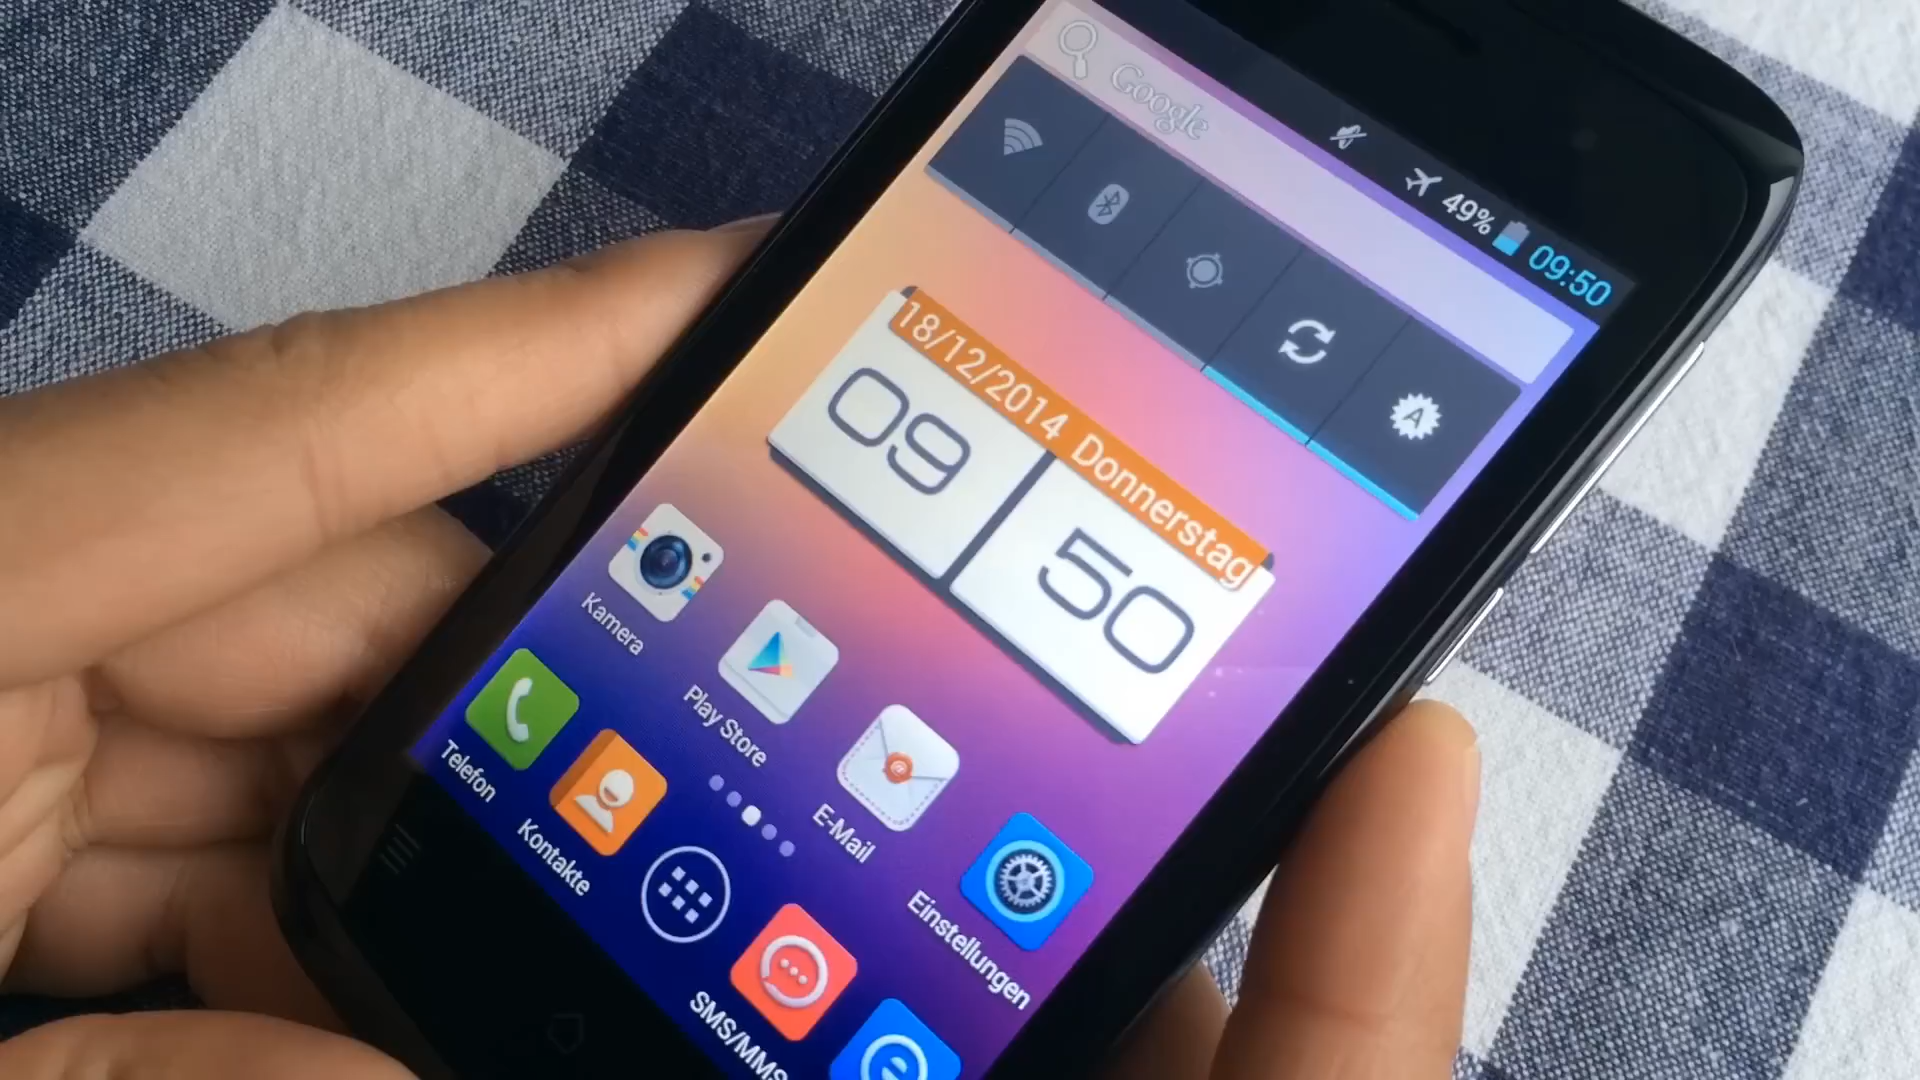 49% 09:50
Google
18/12/2014 Donnerstag
09 50
Kamera
Play Store
E-Mail
Einstellungen
Telefon
Kontakte
SMS/MMS